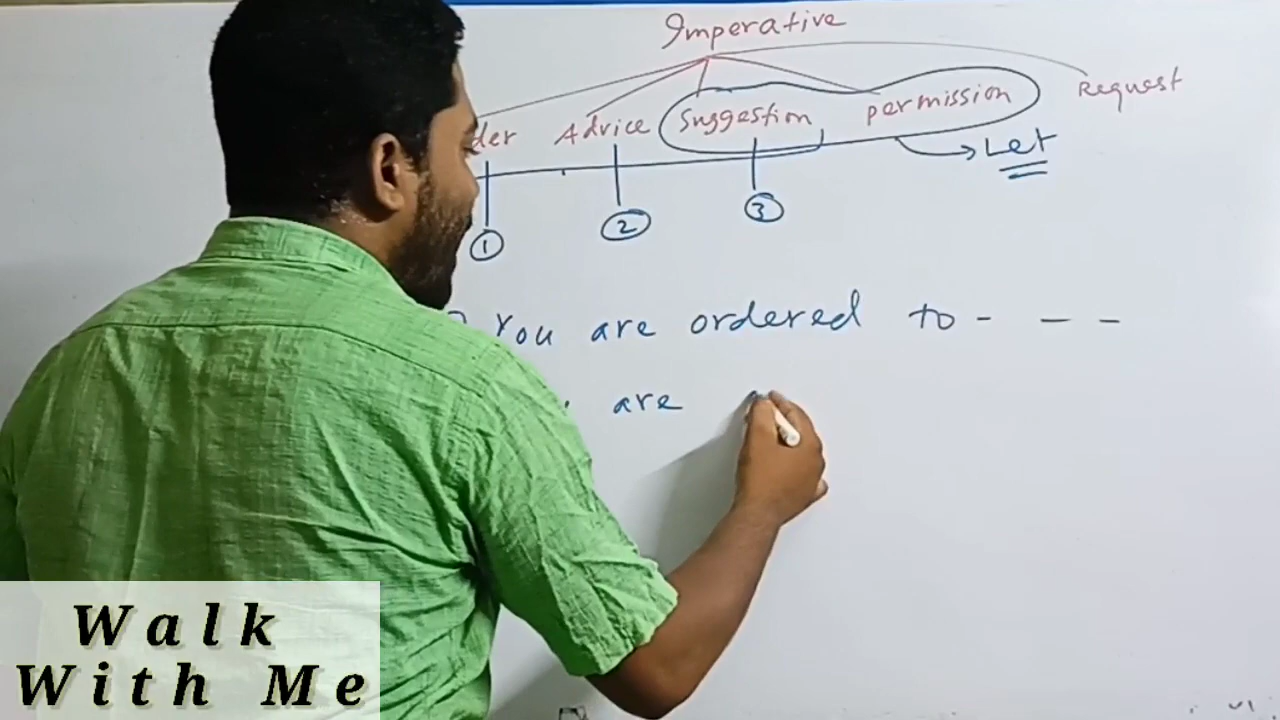 Imperative
der Advice Suggestion permission Request
Let
1 2 3
You are ordered to - - -
are
Walk
With Me